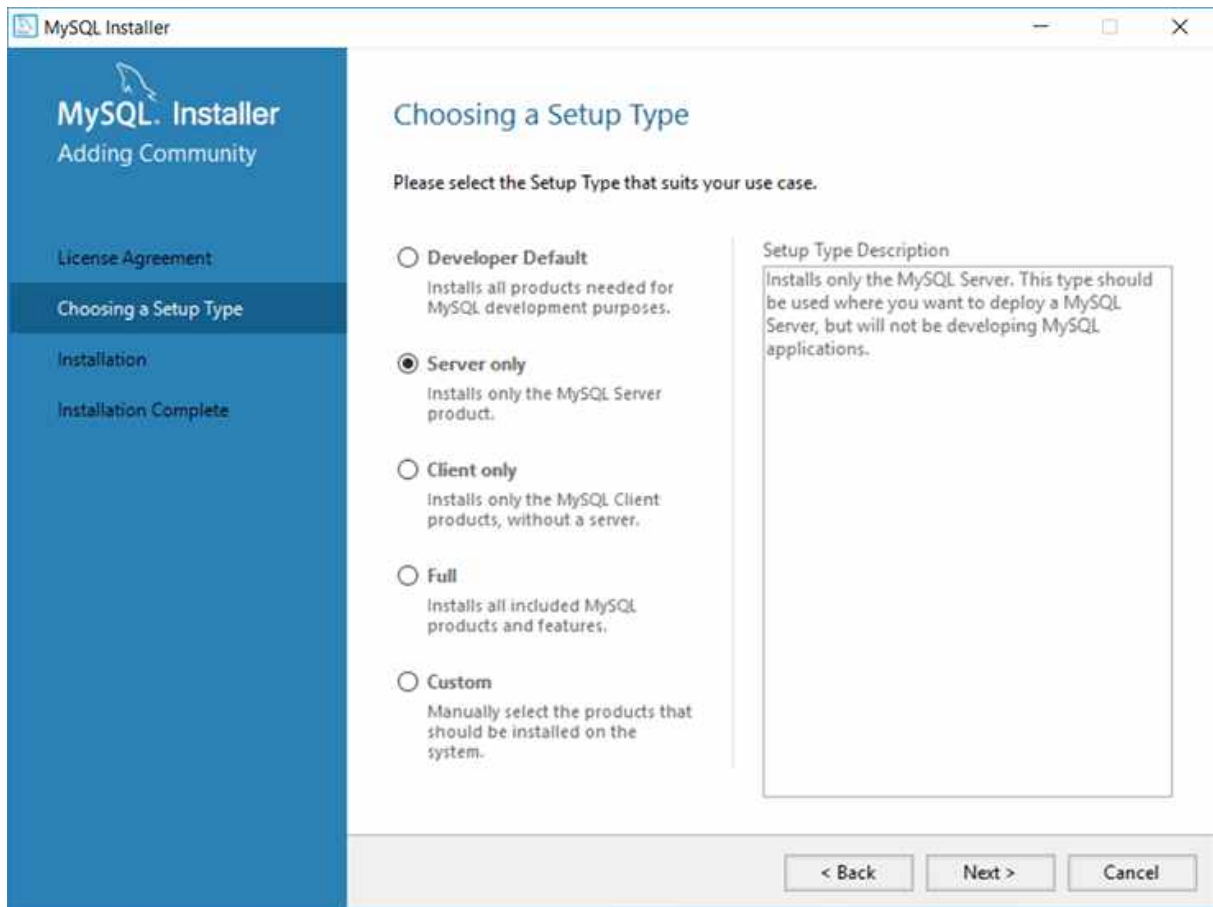 MySQL Installer
MySQL. Installer
Adding Community
License Agreement
Choosing a Setup Type
Installation
Installation Complete
Choosing a Setup Type
Please select the Setup Type that suits your use case.
Developer Default
Installs all products needed for
MySQL development purposes.
Server only
Installs only the MySQL Server
product.
Client only
Installs only the MySQL Client
products, without a server.
Full
Installs all included MySQL
products and features.
Custom
Manually select the products that
should be installed on the
system.
Setup Type Description
Installs only the MySQL Server. This type should
be used where you want to deploy a MySQL
Server, but will not be developing MySQL
applications.
< Back
Next >
Cancel